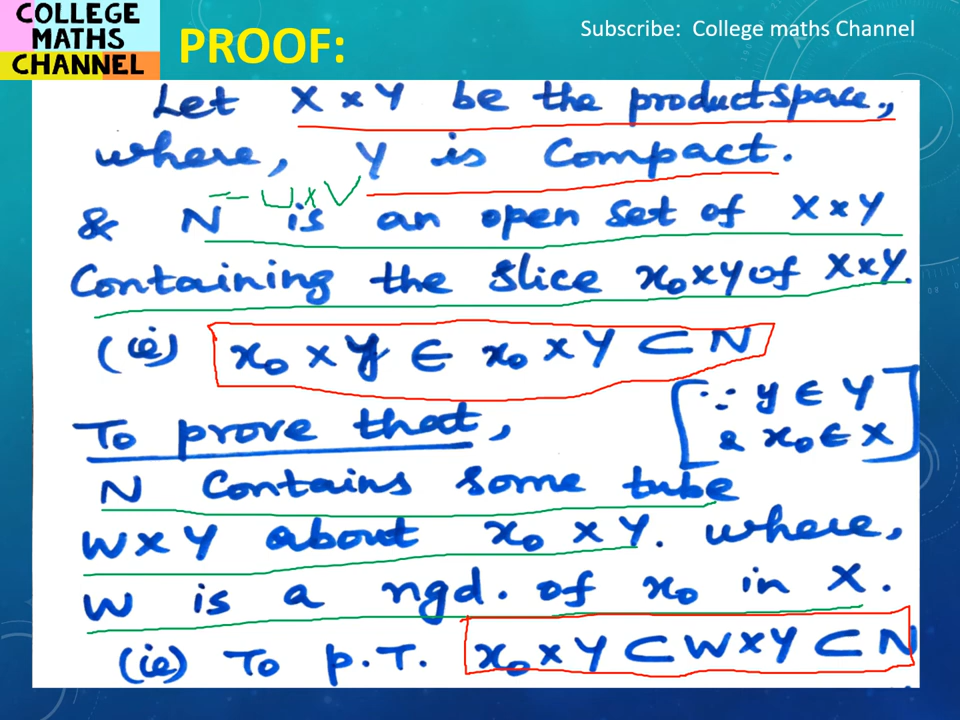 COLLEGE
MATHS
CHANNEL
PROOF:
Subscribe: College maths Channel
Let X × Y be the product space,
where, Y is Compact.
= U × V
& N is an open set of X × Y
Containing the slice x₀ × Y of X × Y.
(ie) x₀ × y ∈ x₀ × Y ⊂ N
[∵ y ∈ Y
& x₀ ∈ X]
To prove that,
N Contains some tube
W × Y about x₀ × Y. where,
W is a ngd. of x₀ in X.
(ie) To P.T. x₀ × Y ⊂ W × Y ⊂ N